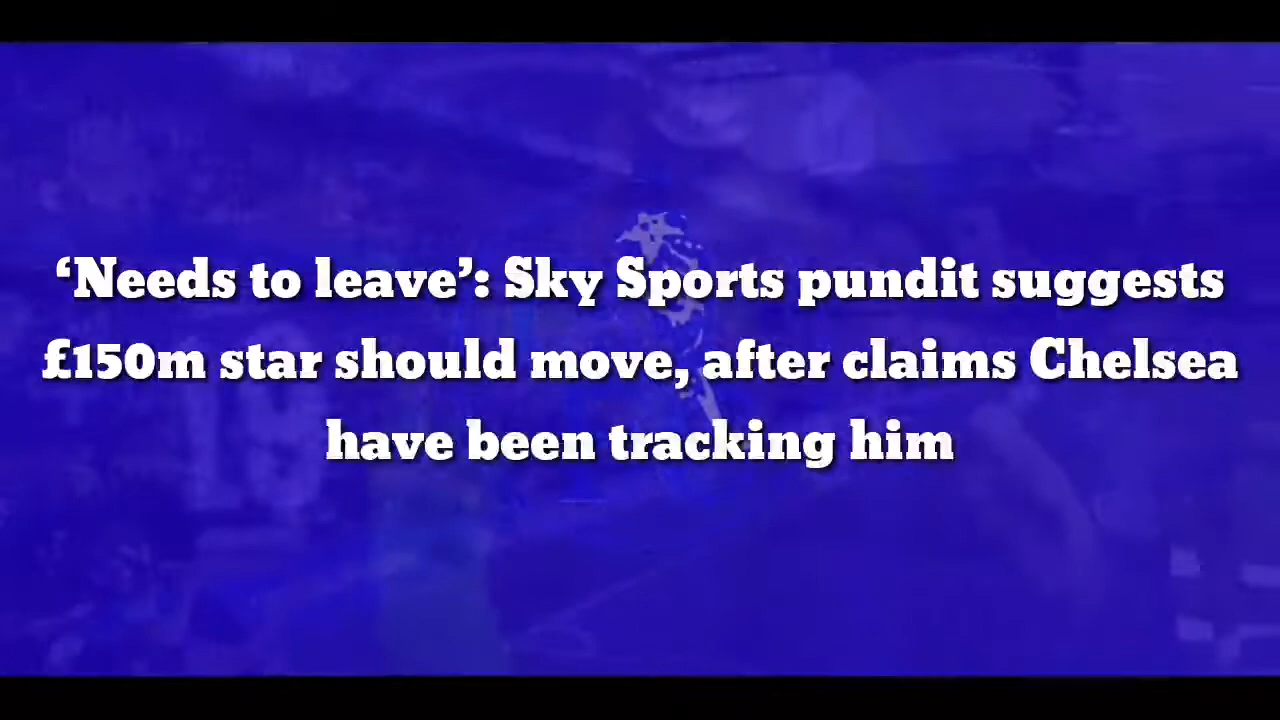 ‘Needs to leave’: Sky Sports pundit suggests
£150m star should move, after claims Chelsea
have been tracking him